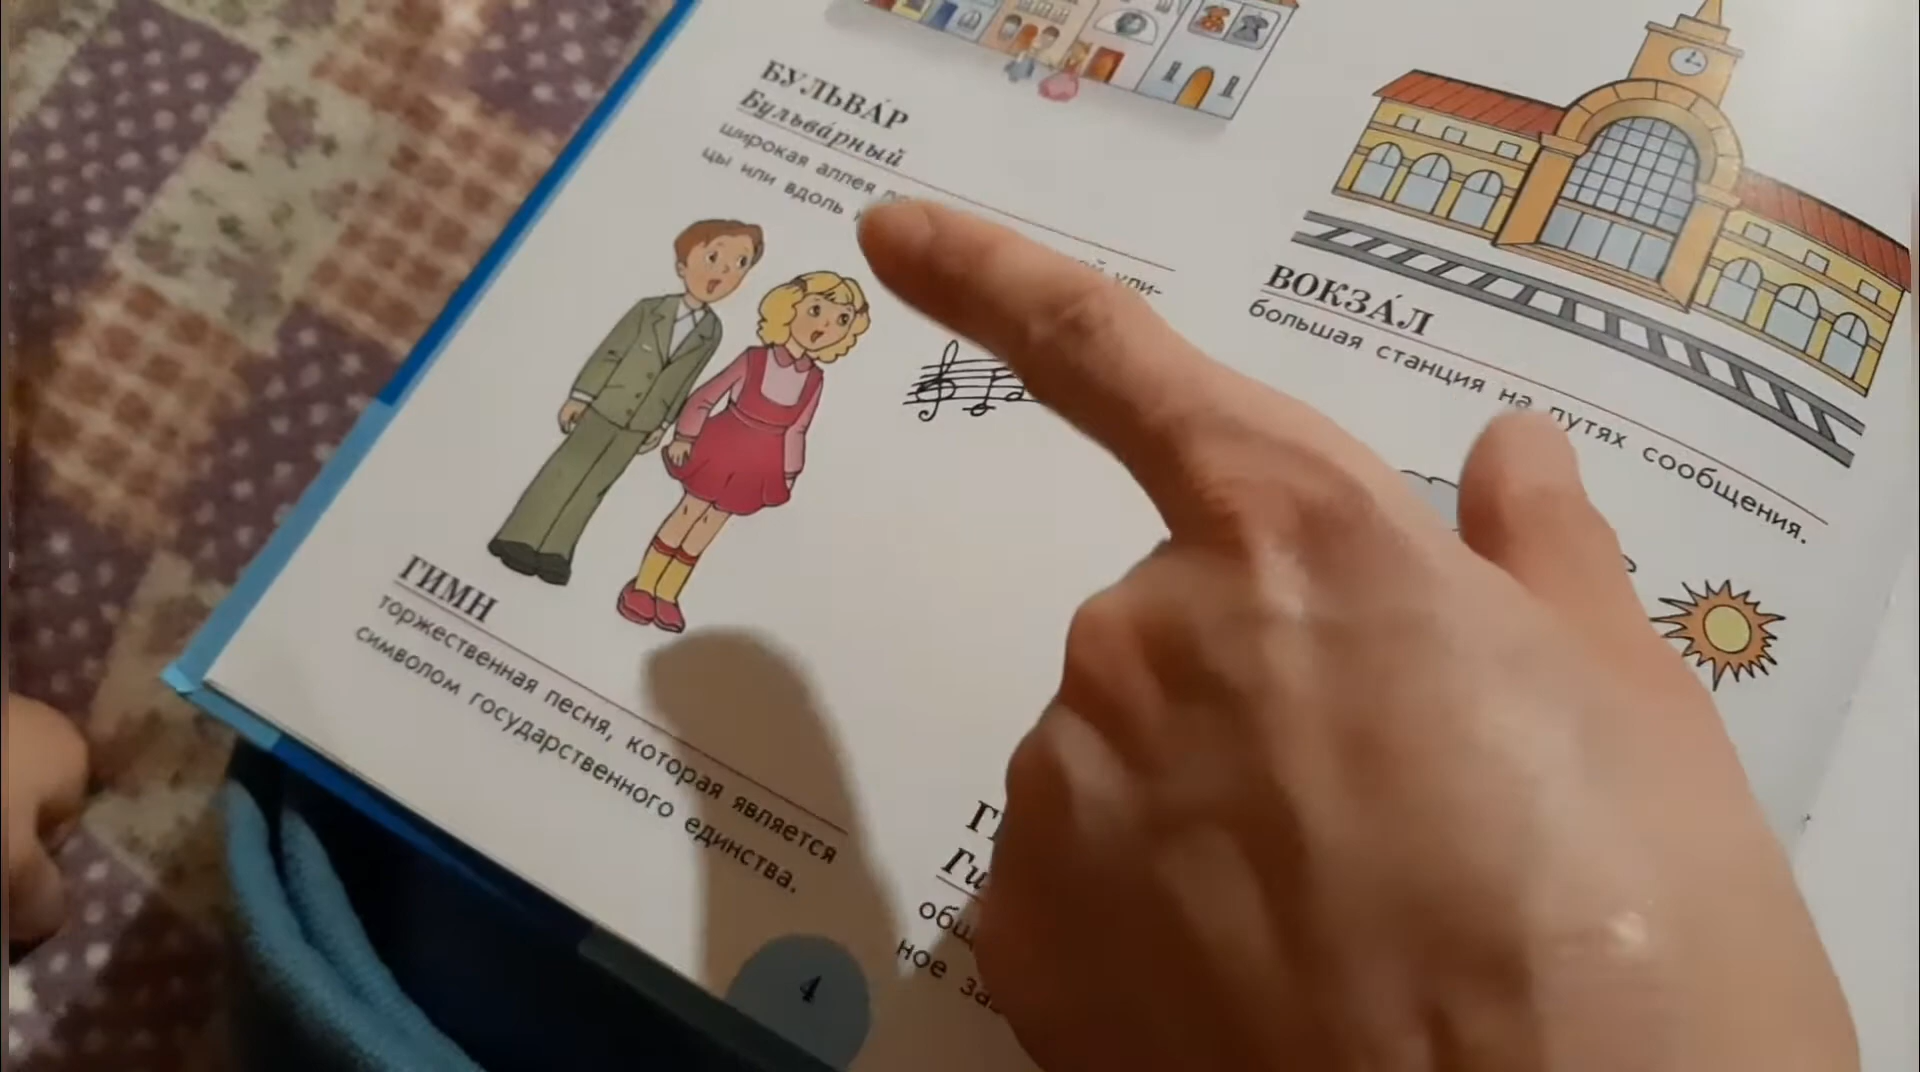 БУЛЬВА́Р
Бульва́рный
широкая аллея
цы или вдоль
ули-
ВОКЗА́Л
большая станция на путях сообщения.
ГИМН
торжественная песня, которая является
символом государственного единства.
ное
4